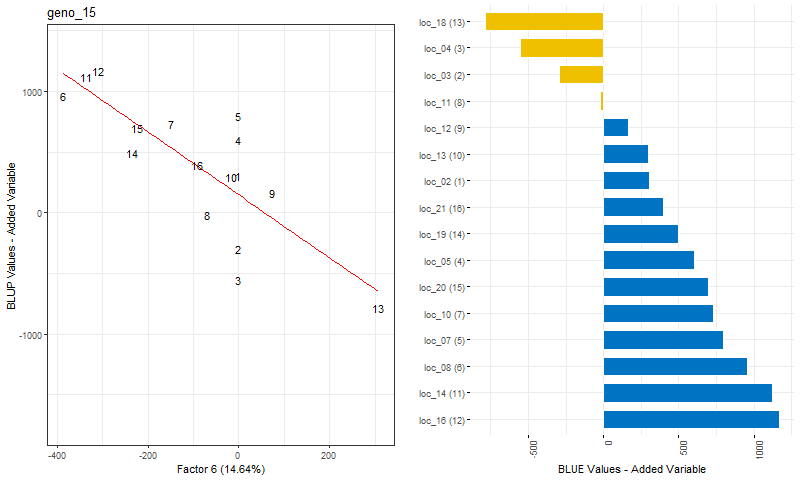 geno_15
BLUP Values - Added Variable
1000
0
-1000
12
11
6
5
15
7
4
14
16
10
1
9
8
2
3
13
-400
-200
0
200
Factor 6 (14.64%)
loc_18 (13)
loc_04 (3)
loc_03 (2)
loc_11 (8)
loc_12 (9)
loc_13 (10)
loc_02 (1)
loc_21 (16)
loc_19 (14)
loc_05 (4)
loc_20 (15)
loc_10 (7)
loc_07 (5)
loc_08 (6)
loc_14 (11)
loc_16 (12)
-500
0
500
1000
BLUE Values - Added Variable